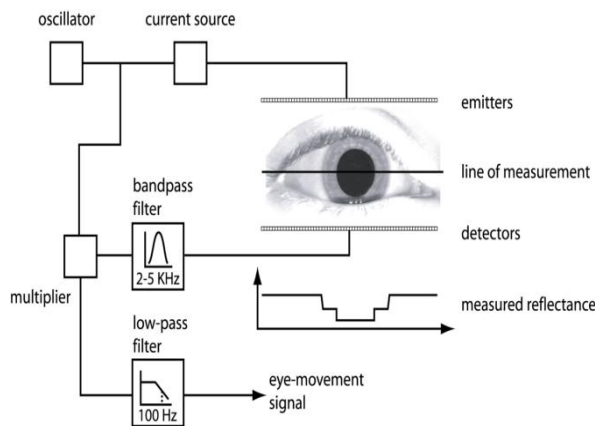 oscillator
current source
emitters
line of measurement
bandpass
filter
2-5 KHz
detectors
multiplier
measured reflectance
low-pass
filter
100 Hz
eye-movement
signal